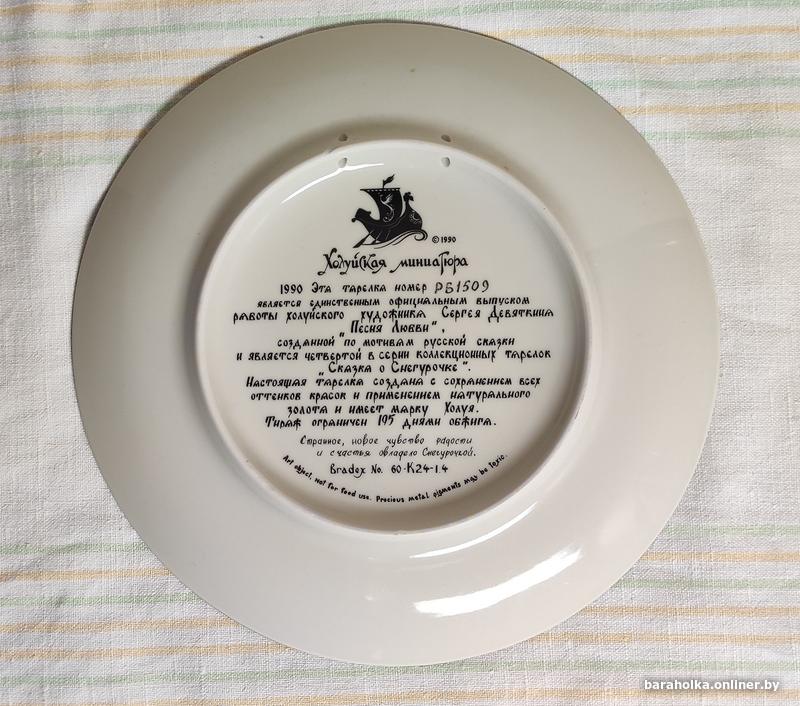 © 1990
Холуйская миниатюра
1990 Эта тарелка номер РБ1509
является единственным официальным выпуском
работы холуйского художника Сергея Девяткина
„Песня Любви",
созданной по мотивам русской сказки
и является четвертой в серии коллекционных тарелок
„Сказка о Снегурочке".
Настоящая тарелка создана с сохранением всех
оттенков красок и применением натурального
золота и имеет марку Холуя.
Тираж ограничен 195 днями обжига.
Странное, новое чувство радости
и счастья овладело Снегурочкой.
Bradex No. 60-K24-1.4
Art object, not for food use. Precious metal pigments may be toxic.
baraholka.onliner.by